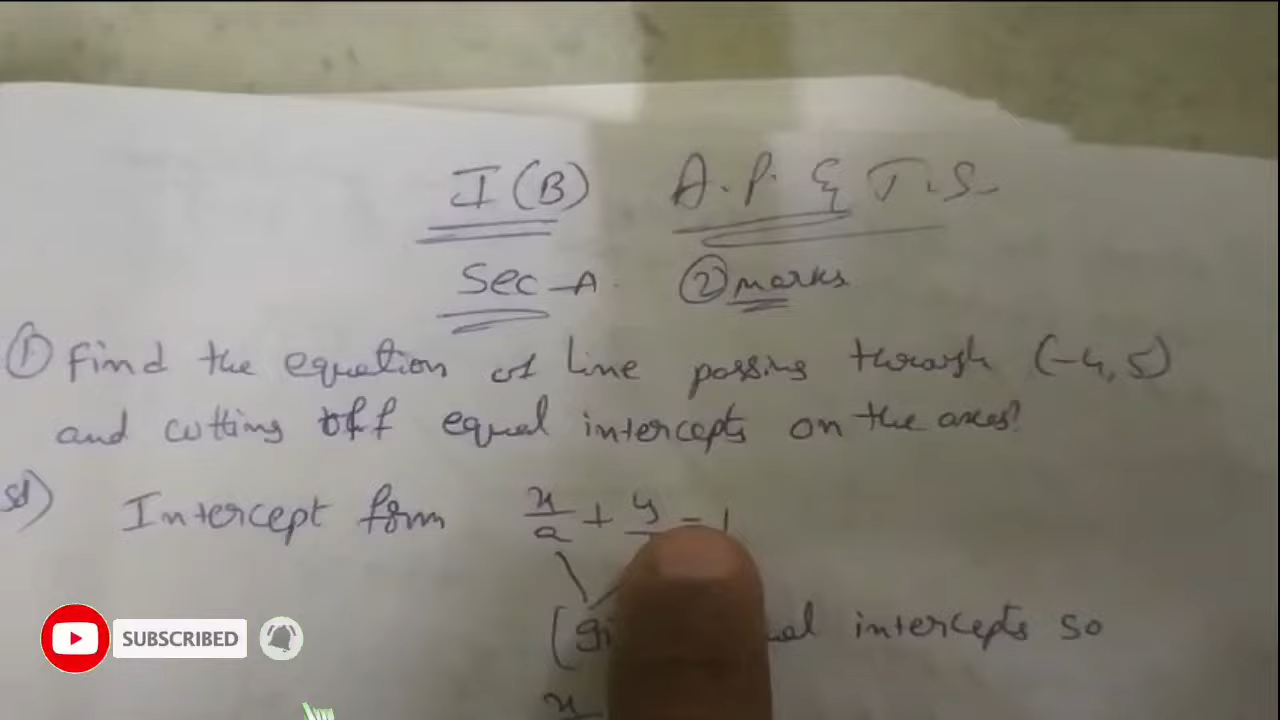 I(B) A.P. & T.S.
Sec-A. (2) marks
(1) Find the equation of line passing through (-4, 5)
and cutting off equal intercepts on the axes?
Sol) Intercept form x/a + y = 1
intercepts so
x
SUBSCRIBED